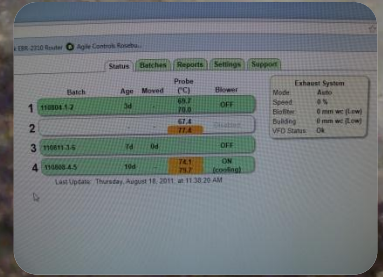 EBR-2310 Router Agile Controls
Status Batches Reports Settings Support
Batch Age Moved Probe (°C) Blower
1 110804.1-2 3d - 69.7 OFF
70.0
2 - - 67.4
77.4
3 110811-3-6 7d 0d - OFF
4 110808-4.5 10d - 74.1 ON
79.7 (cooling)
Last Update: Thursday, August 18, 2011, at 11:38:20 AM
Exhaust System
Mode Auto
Speed 0 %
Biofilter 0 mm wc (Low)
Building 0 mm wc (Low)
VFD Status Ok